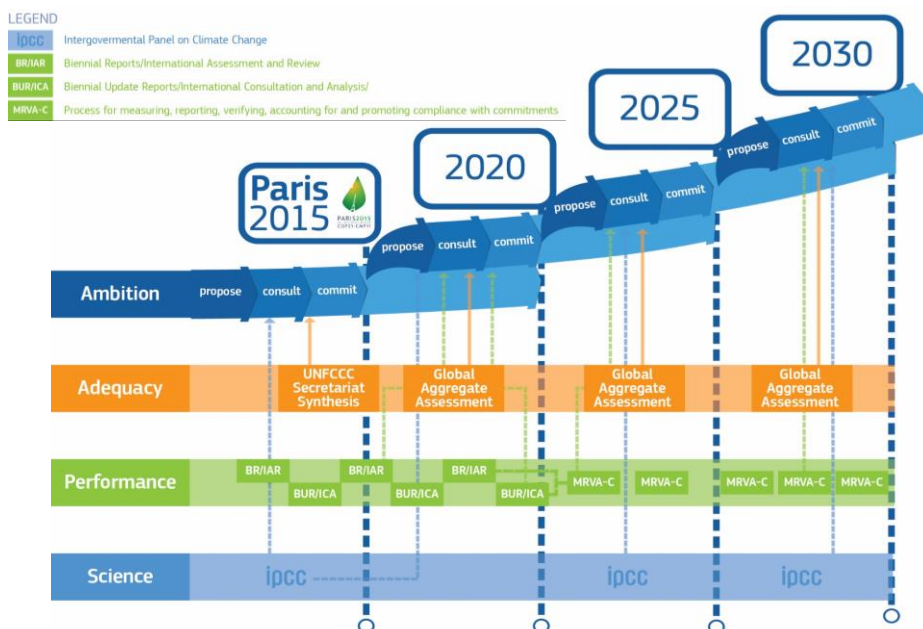 LEGEND
ipcc Intergovermental Panel on Climate Change
BR/IAR Biennial Reports/International Assessment and Review
BUR/ICA Biennial Update Reports/International Consultation and Analysis/
MRVA-C Process for measuring, reporting, verifying, accounting for and promoting compliance with commitments
2030
2025
2020
Paris
2015
PARIS2015
COP21·CMP11
propose consult commit
propose consult commit
propose consult commit
Ambition propose consult commit
Adequacy
UNFCCC
Secretariat
Synthesis
Global
Aggregate
Assessment
Global
Aggregate
Assessment
Global
Aggregate
Assessment
Performance
BR/IAR BR/IAR BR/IAR
BUR/ICA BUR/ICA BUR/ICA
MRVA-C MRVA-C MRVA-C MRVA-C MRVA-C
Science ipcc ipcc ipcc